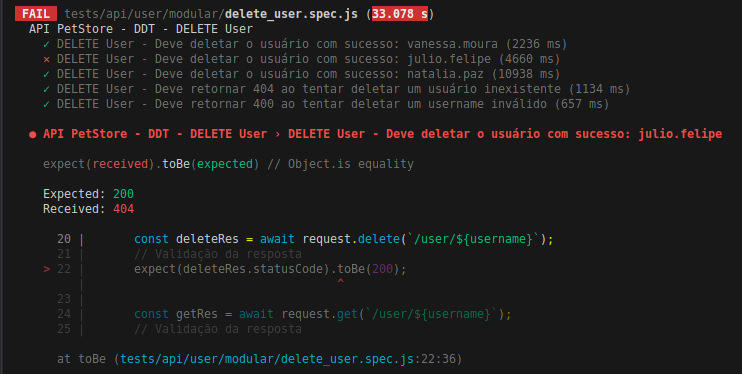 FAIL tests/api/user/modular/delete_user.spec.js (33.078 s)
API PetStore - DDT - DELETE User
✓ DELETE User - Deve deletar o usuário com sucesso: vanessa.moura (2236 ms)
✕ DELETE User - Deve deletar o usuário com sucesso: julio.felipe (4660 ms)
✓ DELETE User - Deve deletar o usuário com sucesso: natalia.paz (10938 ms)
✓ DELETE User - Deve retornar 404 ao tentar deletar um usuário inexistente (1134 ms)
✓ DELETE User - Deve retornar 400 ao tentar deletar um username inválido (657 ms)
● API PetStore - DDT - DELETE User › DELETE User - Deve deletar o usuário com sucesso: julio.felipe
expect(received).toBe(expected) // Object.is equality
Expected: 200
Received: 404
20 | const deleteRes = await request.delete(`/user/${username}`);
21 | // Validação da resposta
> 22 | expect(deleteRes.statusCode).toBe(200);
| ^
23 |
24 | const getRes = await request.get(`/user/${username}`);
25 | // Validação da resposta
at toBe (tests/api/user/modular/delete_user.spec.js:22:36)